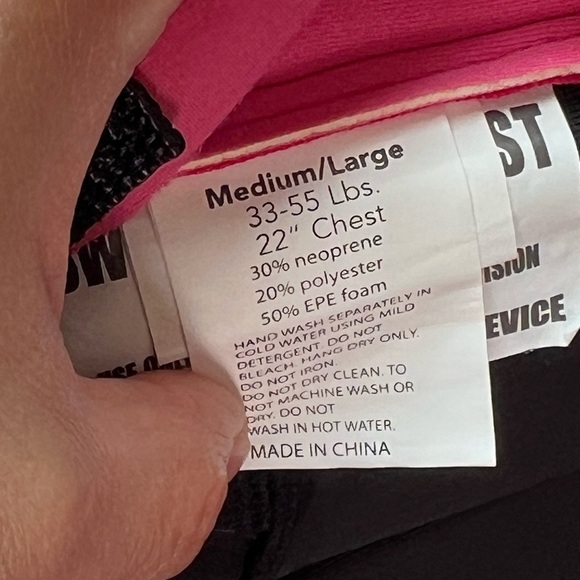 Medium/Large
33-55 Lbs.
22" Chest
30% neoprene
20% polyester
50% EPE foam
HAND WASH SEPARATELY IN
COLD WATER USING MILD
DETERGENT. DO NOT
BLEACH. HANG DRY ONLY.
DO NOT IRON.
DO NOT DRY CLEAN. TO
NOT MACHINE WASH OR
DRY. DO NOT
WASH IN HOT WATER.
MADE IN CHINA
ST
ISION
EVICE
OW